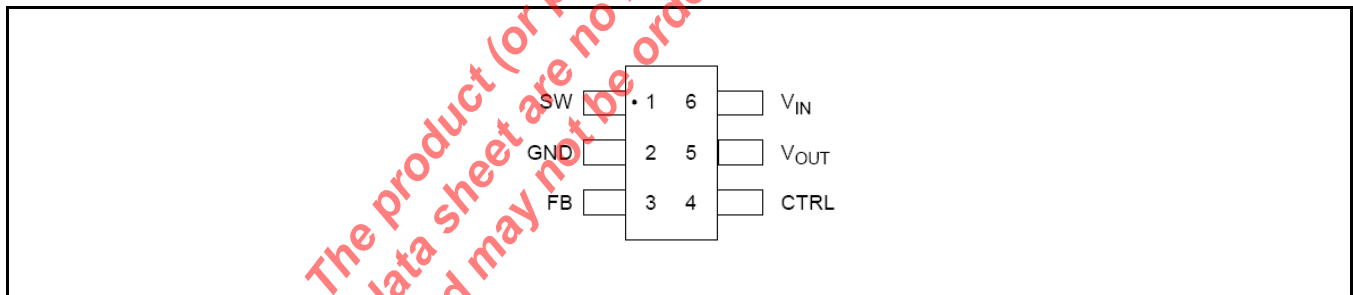 The product (or
data sheet are no
d may not be orde
SW • 1 6 VIN
GND 2 5 VOUT
FB 3 4 CTRL